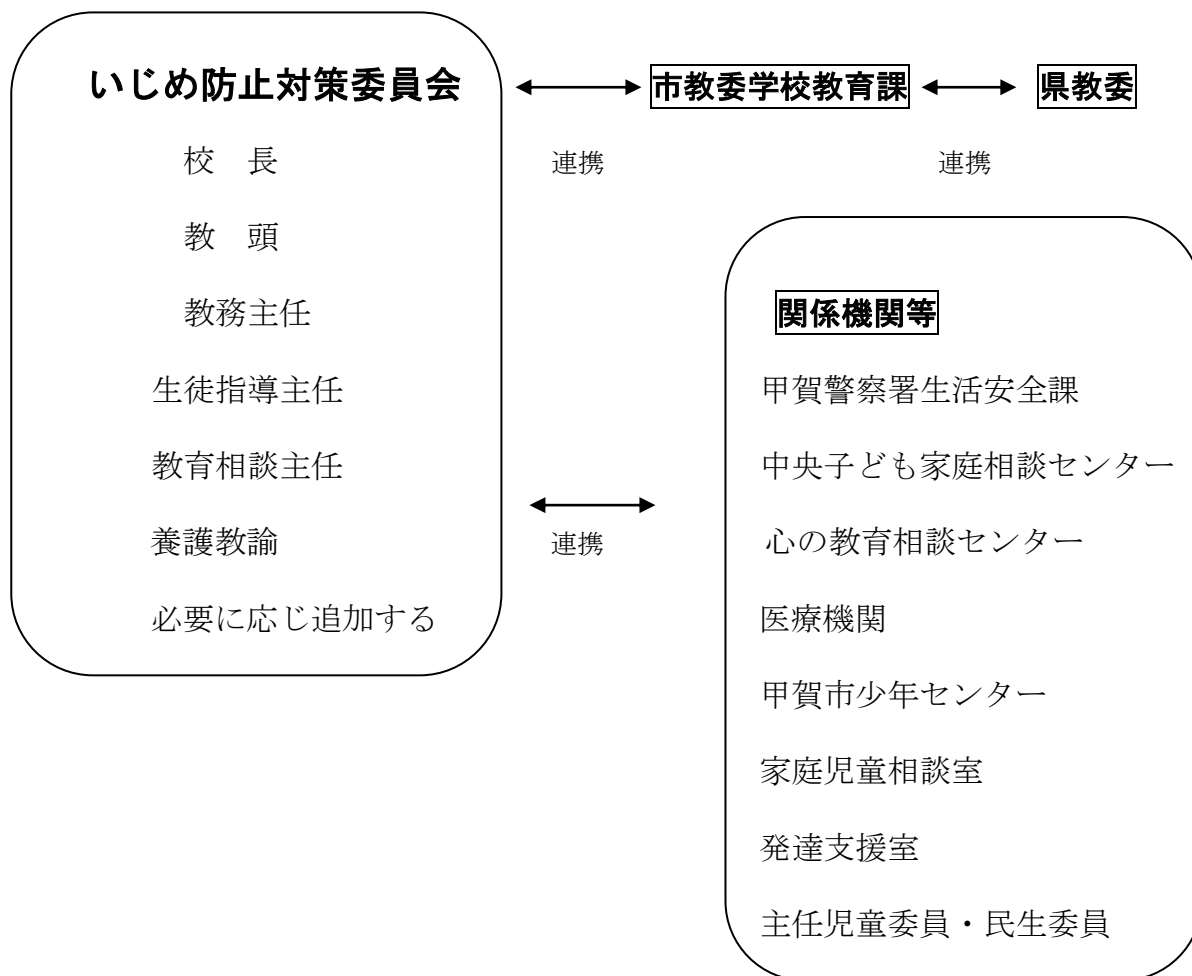 いじめ防止対策委員会
校　長
教　頭
教務主任
生徒指導主任
教育相談主任
養護教諭
必要に応じ追加する
市教委学校教育課
県教委
連携
連携
連携
関係機関等
甲賀警察署生活安全課
中央子ども家庭相談センター
心の教育相談センター
医療機関
甲賀市少年センター
家庭児童相談室
発達支援室
主任児童委員・民生委員